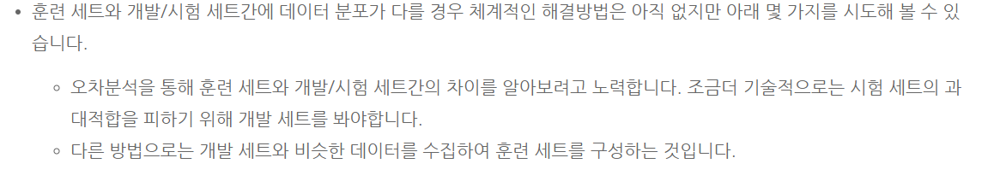 훈련 세트와 개발/시험 세트간에 데이터 분포가 다를 경우 체계적인 해결방법은 아직 없지만 아래 몇 가지를 시도해 볼 수 있
습니다.
오차분석을 통해 훈련 세트와 개발/시험 세트간의 차이를 알아보려고 노력합니다. 조금더 기술적으로는 시험 세트의 과
대적합을 피하기 위해 개발 세트를 봐야합니다.
다른 방법으로는 개발 세트와 비슷한 데이터를 수집하여 훈련 세트를 구성하는 것입니다.